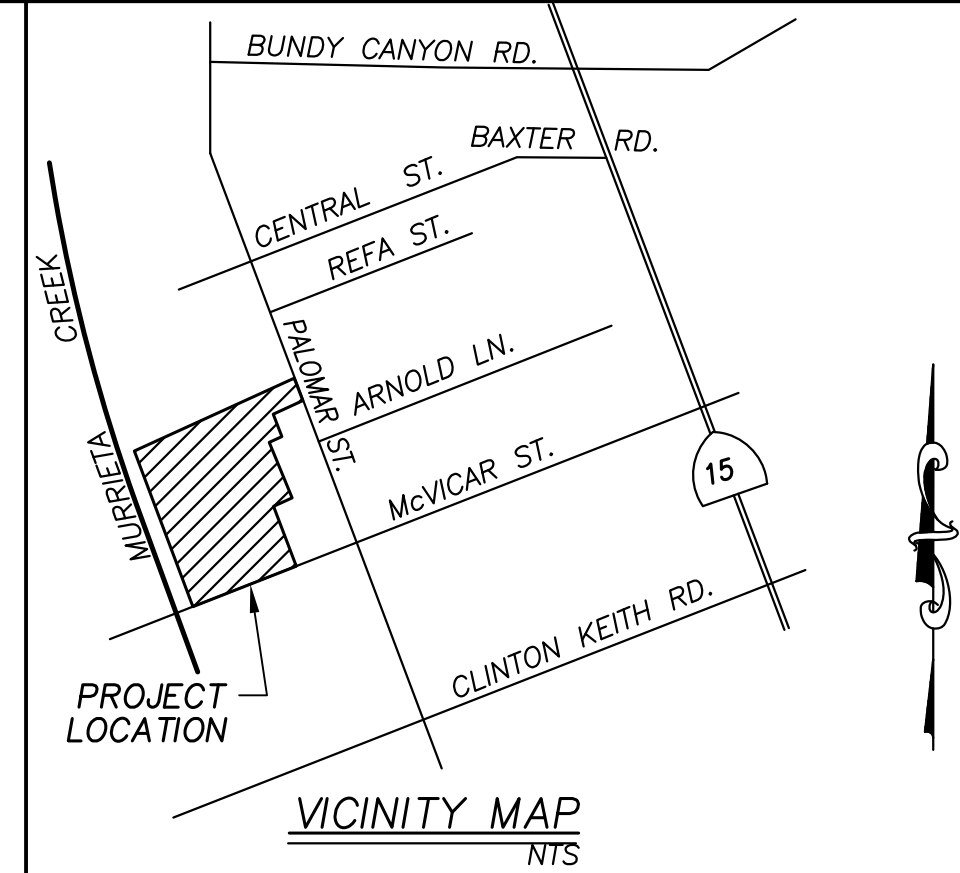 BUNDY CANYON RD.
BAXTER RD.
CENTRAL ST.
REFA ST.
MURRIETA CREEK
PALOMAR ST.
ARNOLD LN.
McVICAR ST.
15
CLINTON KEITH RD.
PROJECT
LOCATION
VICINITY MAP
NTS